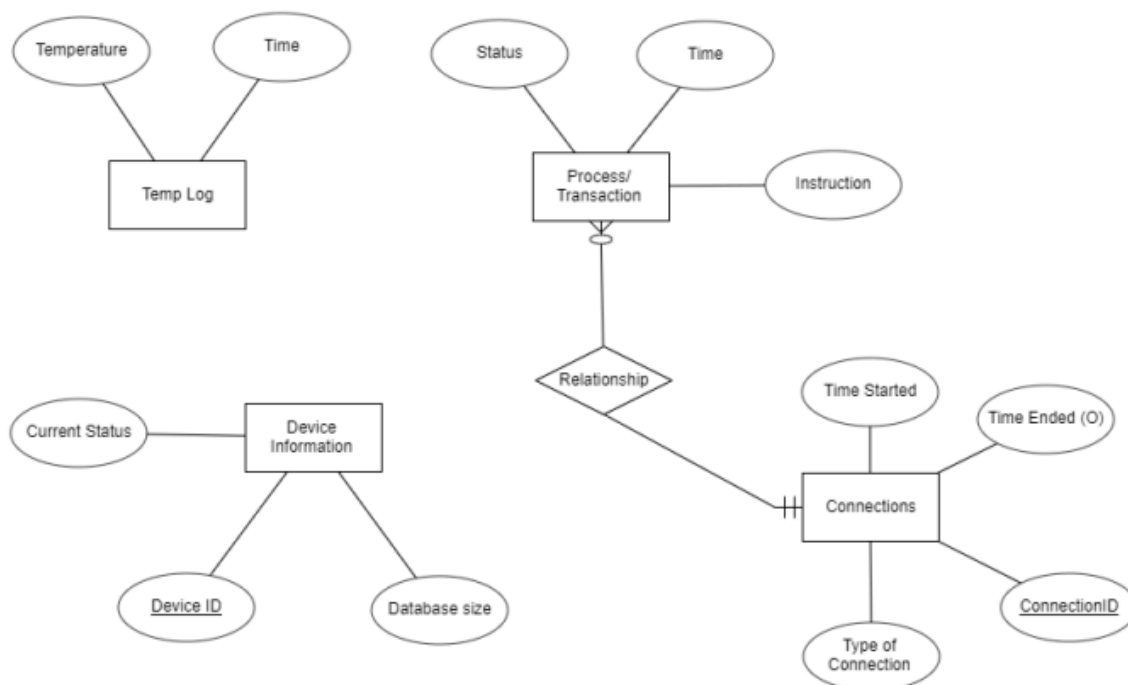 Temperature
Time
Status
Time
Temp Log
Process/
Transaction
Instruction
Relationship
Time Started
Time Ended (O)
Current Status
Device
Information
Connections
Device ID
Database size
ConnectionID
Type of
Connection